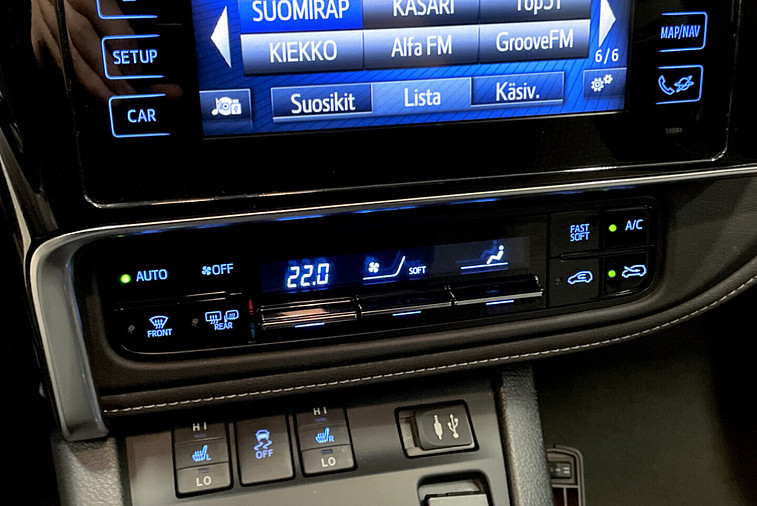 SUOMIRAP KASARI Top51
KIEKKO Alfa FM GrooveFM
6/6
Suosikit Lista Käsiv.
SETUP
CAR
MAP/NAV
AUTO OFF
22.0
SOFT
FAST
SOFT
A/C
FRONT
REAR
HI
L
LO
OFF
HI
R
LO